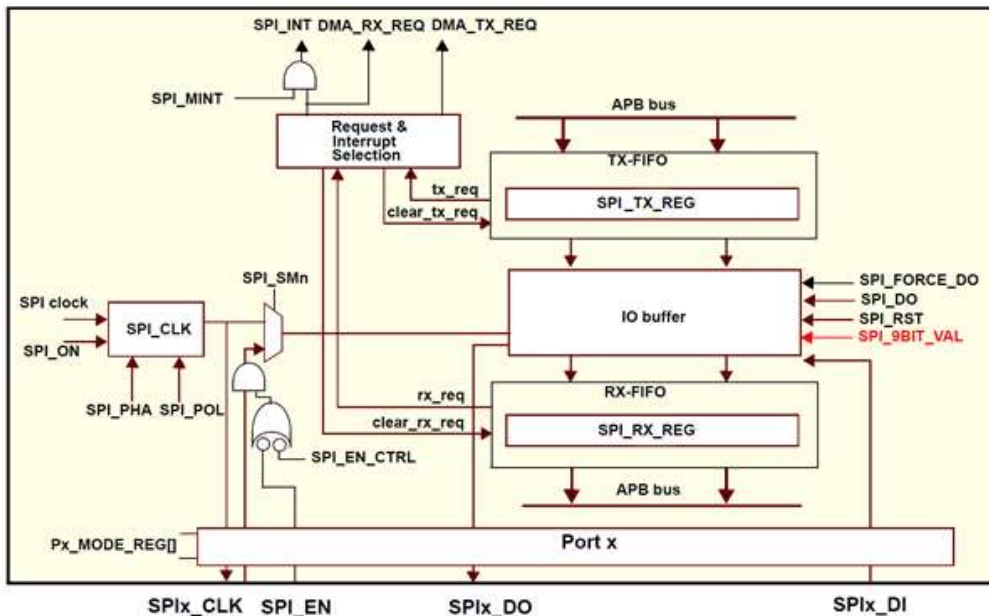 SPI_INT DMA_RX_REQ DMA_TX_REQ
SPI_MINT
Request &
Interrupt
Selection
APB bus
TX-FIFO
SPI_TX_REG
tx_req
clear_tx_req
SPI_SMn
SPI clock
SPI_CLK
SPI_ON
IO buffer
SPI_FORCE_DO
SPI_DO
SPI_RST
SPI_9BIT_VAL
SPI_PHA SPI_POL
rx_req
clear_rx_req
RX-FIFO
SPI_RX_REG
SPI_EN_CTRL
APB bus
Px_MODE_REG[]
Port x
SPIx_CLK SPI_EN SPIx_DO SPIx_DI